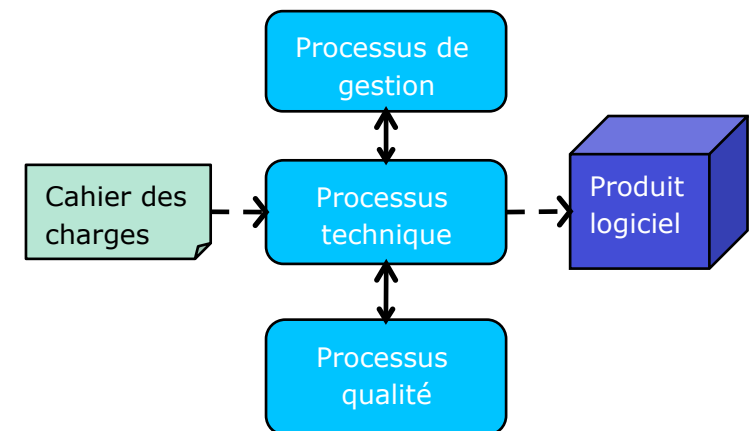 Processus de
gestion
Cahier des
charges
Processus
technique
Produit
logiciel
Processus
qualité